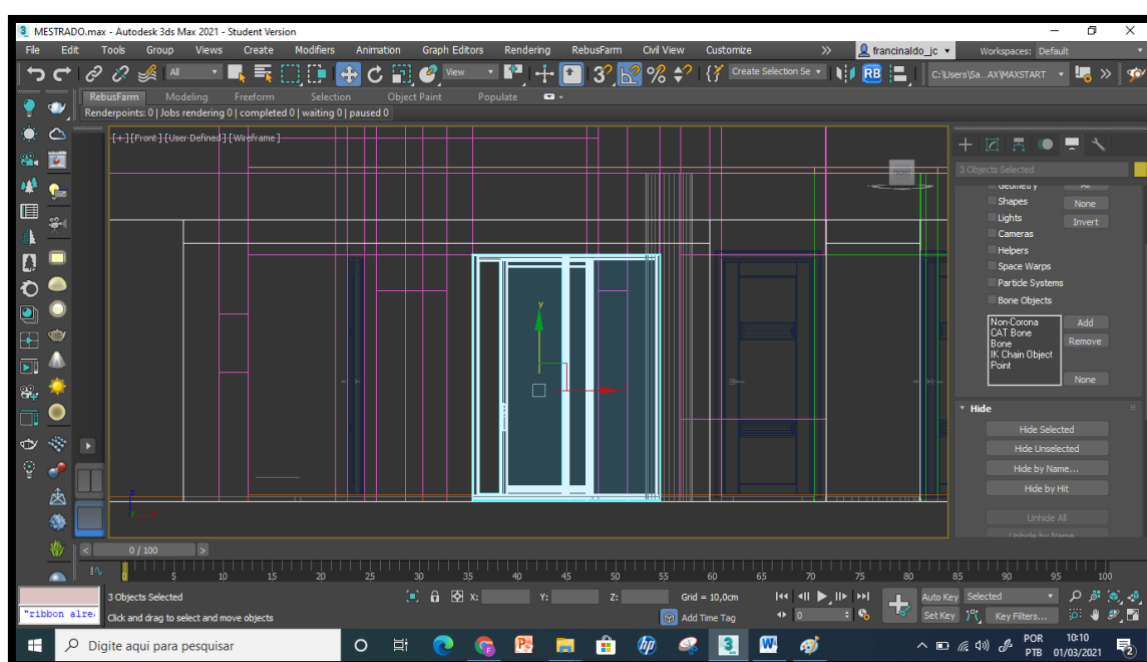 MESTRADO.max - Autodesk 3ds Max 2021 - Student Version
File Edit Tools Group Views Create Modifiers Animation Graph Editors Rendering RebusFarm Civil View Customize » francinaldo_jc Workspaces: Default
All View 3 Create Selection Se RB C:\Users\Sa...AX\MAXSTART »
RebusFarm Modeling Freeform Selection Object Paint Populate
Renderpoints: 0 | Jobs rendering 0 | completed 0 | waiting 0 | paused 0
[+] [Front] [User Defined] [Wireframe]
FRONT
3 Objects Selected
Geometry All
Shapes None
Lights Invert
Cameras
Helpers
Space Warps
Particle Systems
Bone Objects
Non-Corona Add
CAT Bone
Bone Remove
IK Chain Object
Point
None
Hide
Hide Selected
Hide Unselected
Hide by Name...
Hide by Hit
Unhide All
Unhide by Name...
y
< 0 / 100 >
0 5 10 15 20 25 30 35 40 45 50 55 60 65 70 75 80 85 90 95 100
3 Objects Selected X: Y: Z: Grid = 10,0cm Auto Key Selected
"ribbon alre Click and drag to select and move objects Add Time Tag 0 Set Key Key Filters...
Digite aqui para pesquisar
POR 10:10
PTB 01/03/2021